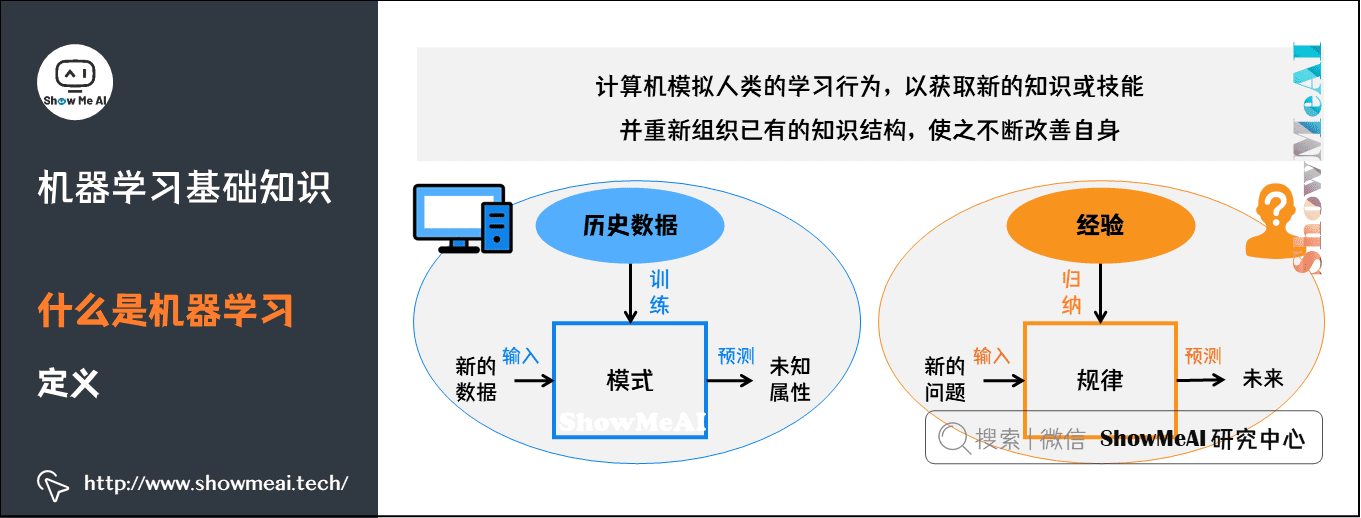 Show Me AI
机器学习基础知识
什么是机器学习
定义
http://www.showmeai.tech/
计算机模拟人类的学习行为，以获取新的知识或技能
并重新组织已有的知识结构，使之不断改善自身
ShowMeAI
历史数据
训
练
新的
数据
输入
模式
预测
未知
属性
ShowMeAI
经验
?
归
纳
新的
问题
输入
规律
预测
未来
搜索|微信 ShowMeAI 研究中心